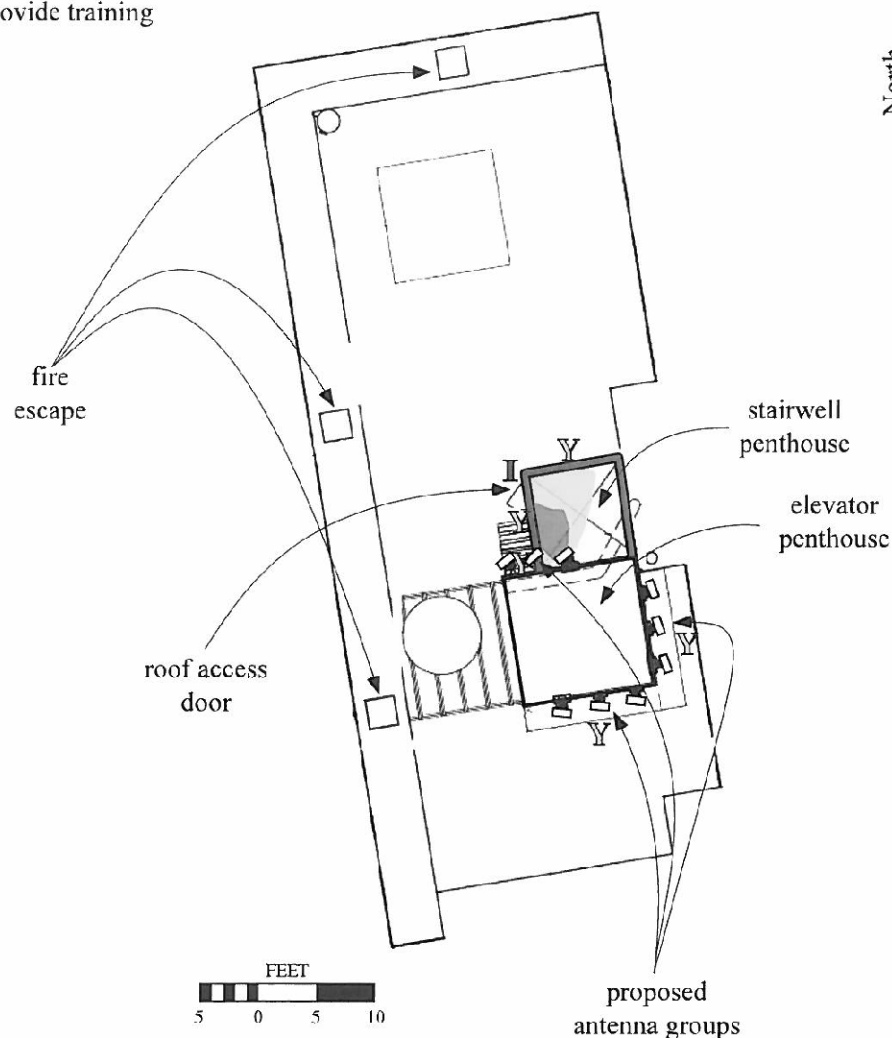 ovide training
North
fire
escape
stairwell
penthouse
I
Y
elevator
penthouse
Y
Y
roof access
door
Y
Y
FEET
5 0 5 10
proposed
antenna groups